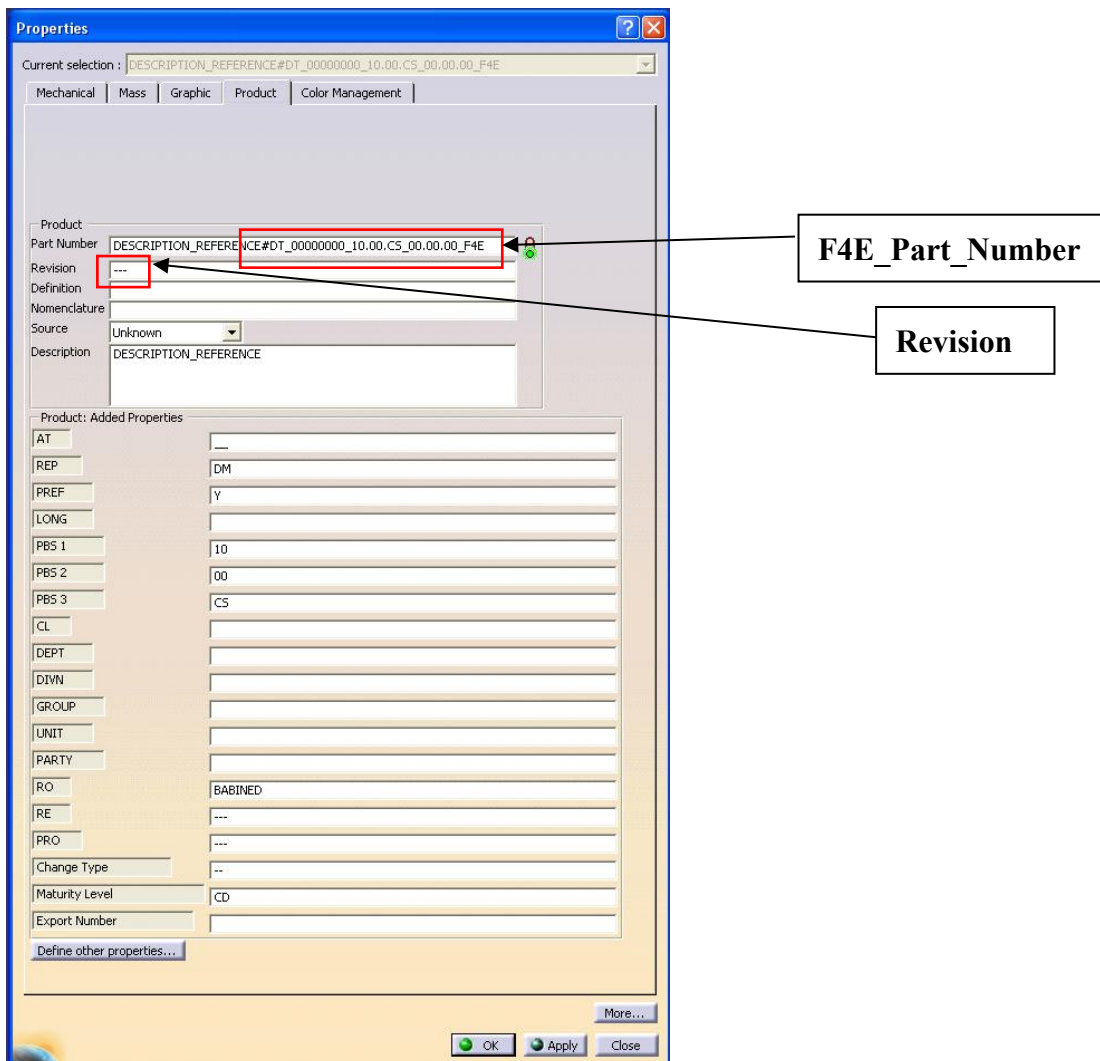 Properties
Current selection : DESCRIPTION_REFERENCE#DT_00000000_10.00.CS_00.00.00_F4E
Mechanical Mass Graphic Product Color Management
Product
Part Number DESCRIPTION_REFERENCE#DT_00000000_10.00.CS_00.00.00_F4E
F4E_Part_Number
Revision ---
Revision
Definition
Nomenclature
Source Unknown
Description DESCRIPTION_REFERENCE
Product: Added Properties
AT __
REP DM
PREF Y
LONG
PBS 1 10
PBS 2 00
PBS 3 CS
CL
DEPT
DIVN
GROUP
UNIT
PARTY
RO BABINED
RE ---
PRO ---
Change Type --
Maturity Level CD
Export Number
Define other properties...
More...
OK Apply Close